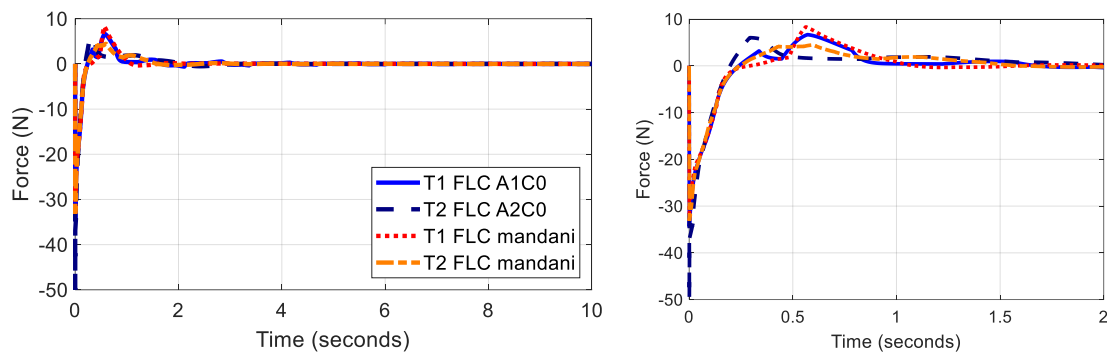 10
0
-10
-20
-30
-40
-50
Force (N)
T1 FLC A1C0
T2 FLC A2C0
T1 FLC mandani
T2 FLC mandani
0 2 4 6 8 10
Time (seconds)
10
0
-10
-20
-30
-40
-50
Force (N)
0 0.5 1 1.5 2
Time (seconds)